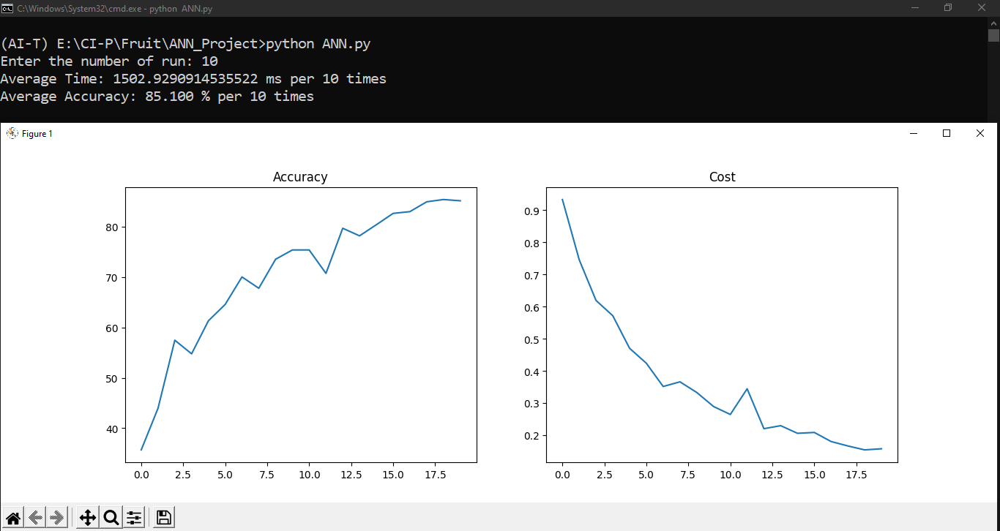 C:\Windows\System32\cmd.exe - python ANN.py
(AI-T) E:\CI-P\Fruit\ANN_Project>python ANN.py
Enter the number of run: 10
Average Time: 1502.9290914535522 ms per 10 times
Average Accuracy: 85.100 % per 10 times
Figure 1
Accuracy
80
70
60
50
40
0.0 2.5 5.0 7.5 10.0 12.5 15.0 17.5
Cost
0.9
0.8
0.7
0.6
0.5
0.4
0.3
0.2
0.0 2.5 5.0 7.5 10.0 12.5 15.0 17.5